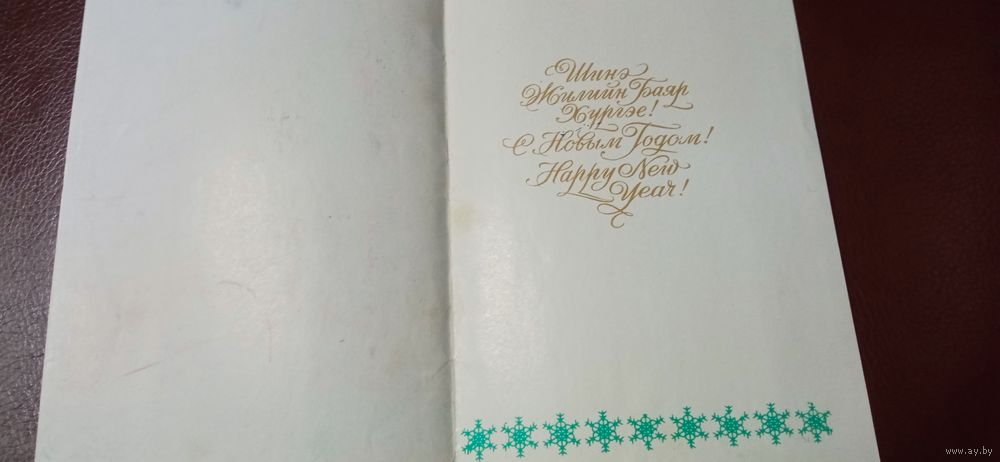 Шинэ
Жилийн Баяр
Хүргэе!
С Новым Годом!
Happy New
Year!
www.ay.by